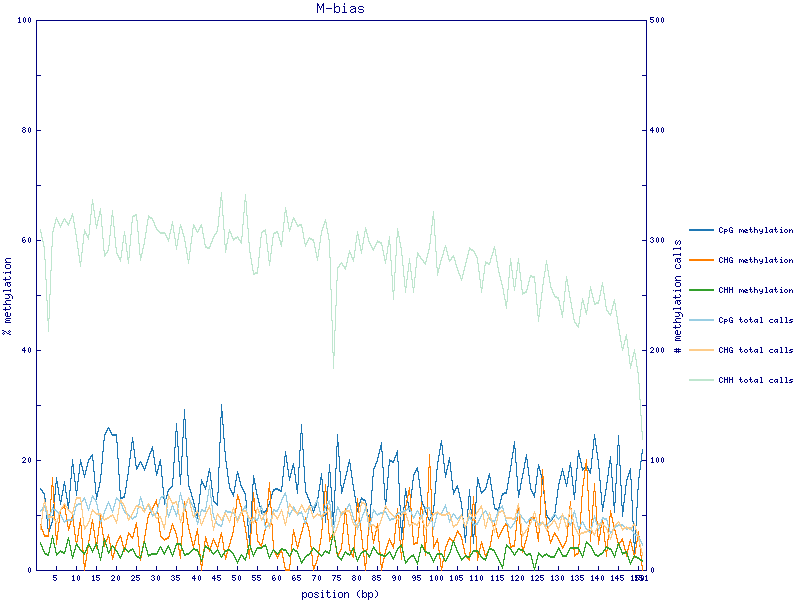 M-bias
100
80
60
40
20
0
500
400
300
200
100
0
% methylation
# methylation calls
CpG methylation
CHG methylation
CHH methylation
CpG total calls
CHG total calls
CHH total calls
5 10 15 20 25 30 35 40 45 50 55 60 65 70 75 80 85 90 95 100 105 110 115 120 125 130 135 140 145 150 151
position (bp)